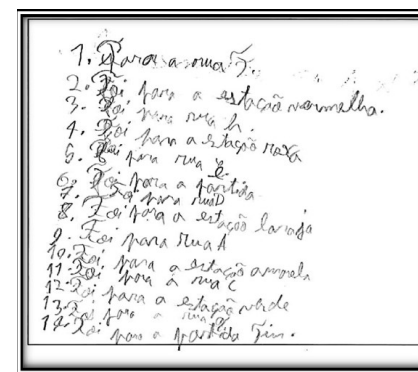 1. Para a rua F.
2. Foi para a estação vermelha.
3. Foi para rua h.
4. Foi para a estação roxa
5. Foi para rua E
6. Foi para a partida.
7. Foi para rua D
8. Foi para a estação laranja
9. Foi para rua A
10. Foi para a estação amarela
11. Foi para a rua C
12. Foi para a estação verde
13. Foi para a rua
14. Foi para a partida Fim.